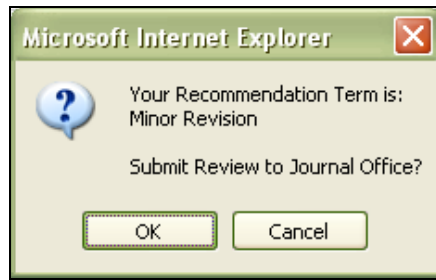 Microsoft Internet Explorer
Your Recommendation Term is:
Minor Revision
Submit Review to Journal Office?
OK
Cancel